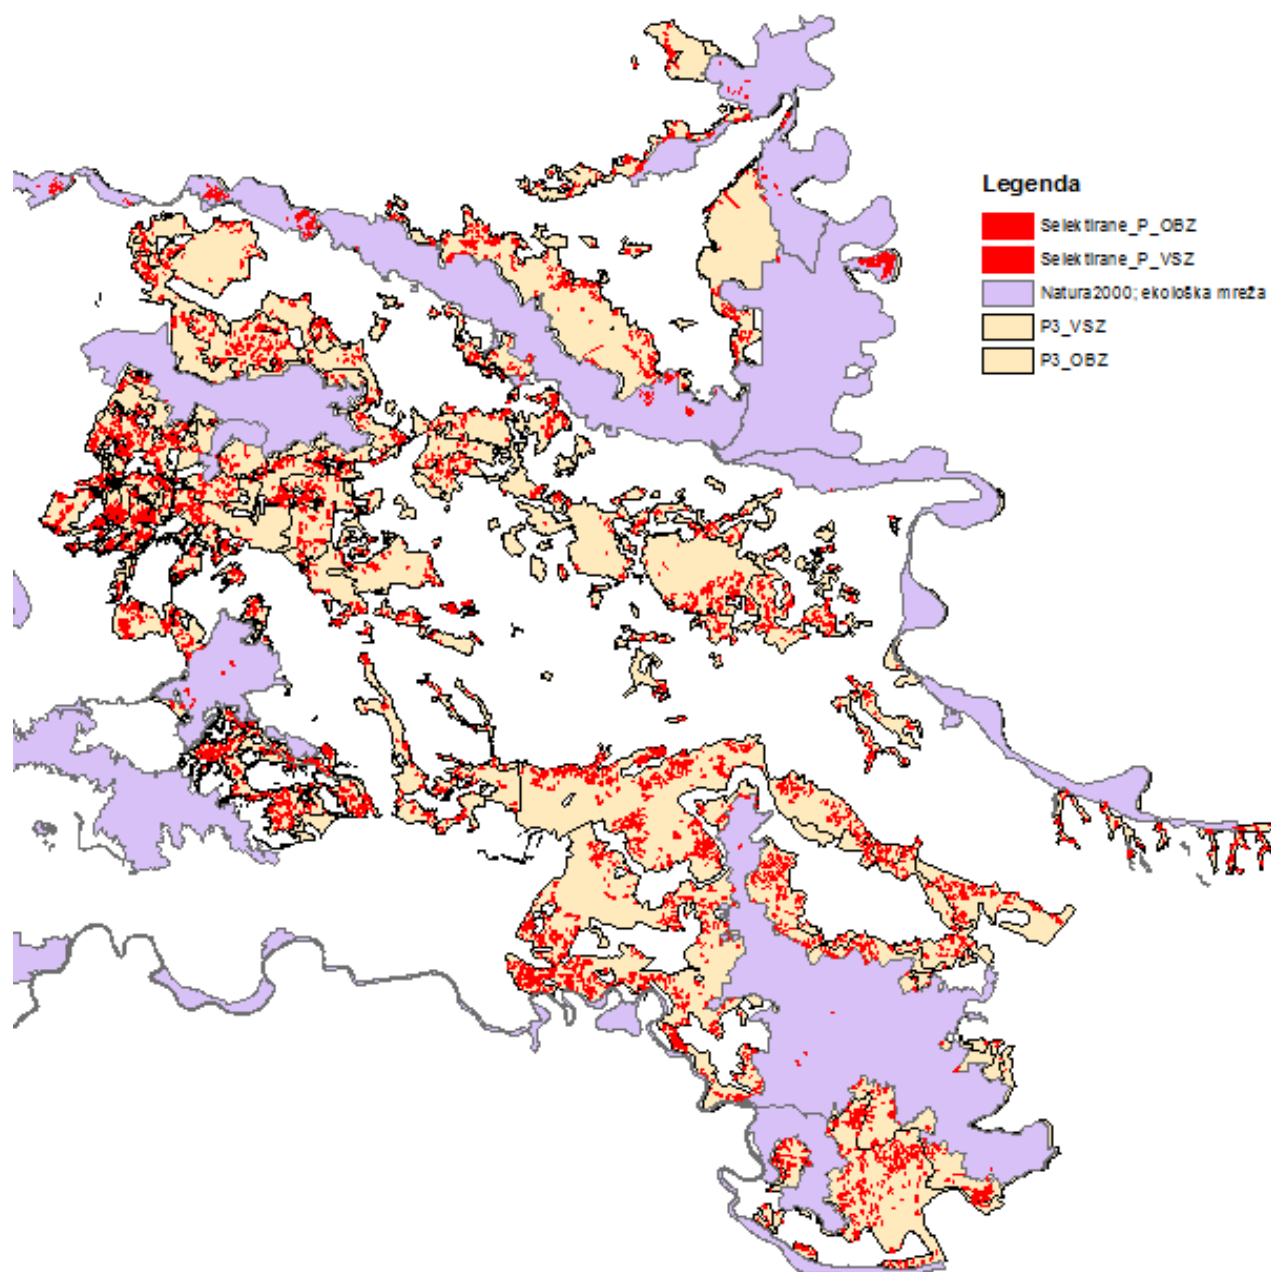 Legenda
Selektirane_P_OBZ
Selektirane_P_VSZ
Natura2000; ekološka mreža
P3_VSZ
P3_OBZ